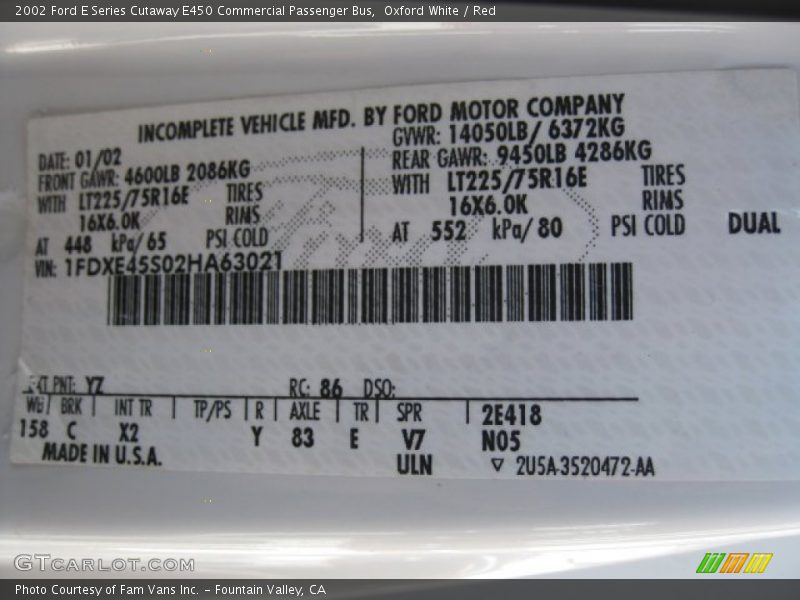 2002 Ford E Series Cutaway E450 Commercial Passenger Bus,  Oxford White / Red
INCOMPLETE VEHICLE MFD. BY FORD MOTOR COMPANY
DATE: 01/02
FRONT GAWR: 4600LB 2086KG
WITH LT225/75R16E TIRES
16X6.0K RIMS
AT 448 kPa/65 PSI COLD
GVWR: 14050LB/ 6372KG
REAR GAWR: 9450LB 4286KG
WITH LT225/75R16E TIRES
16X6.0K RIMS
AT 552 kPa/80 PSI COLD DUAL
VIN: 1FDXE45S02HA63021
EXT PNT: YZ RC: 86 DSO:
WB BRK INT TR TP/PS R AXLE TR SPR 2E418
158 C X2 Y 83 E V7 N05
MADE IN U.S.A. ULN 2U5A-3520472-AA
GTCARLOT.COM
Photo Courtesy of Fam Vans Inc. – Fountain Valley, CA